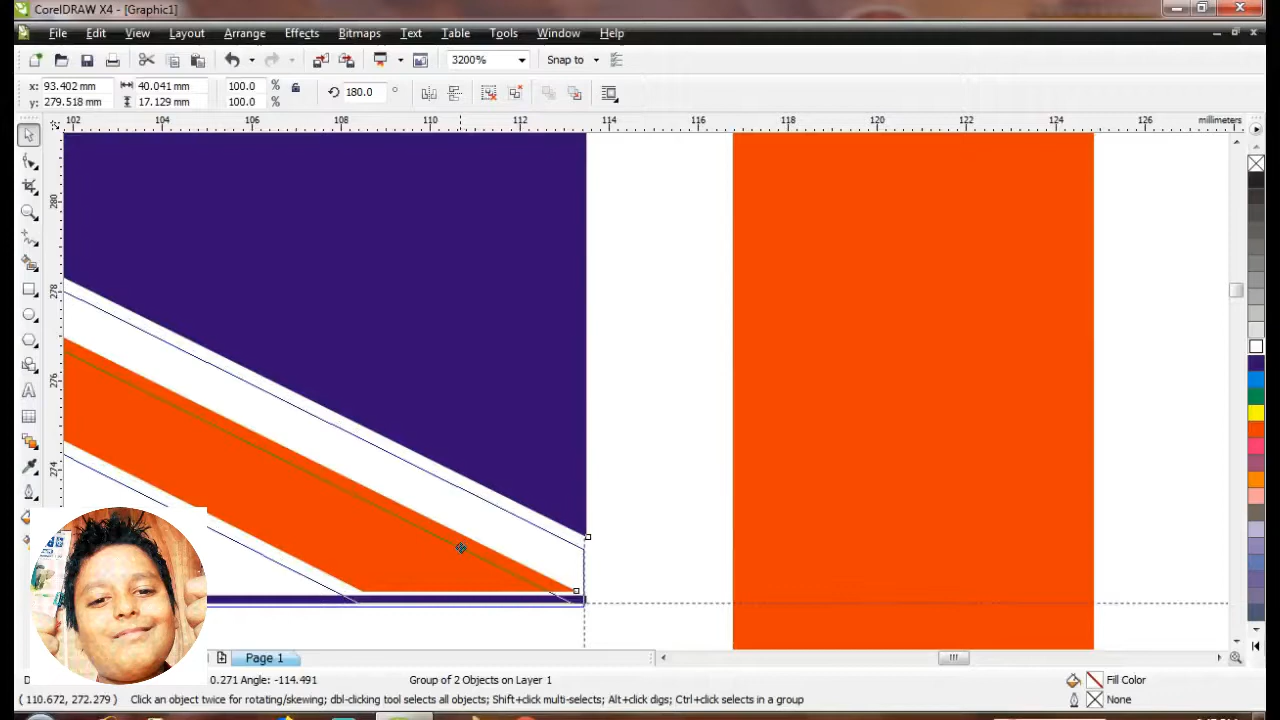 CorelDRAW X4 - [Graphic1]
File Edit View Layout Arrange Effects Bitmaps Text Table Tools Window Help
3200% Snap to
x: 93.402 mm 40.041 mm 100.0 % 180.0 °
y: 279.518 mm 17.129 mm 100.0 %
102 104 106 108 110 112 114 116 118 120 122 124 126 millimeters
280
278
276
274
Page 1
0.271 Angle: -114.491 Group of 2 Objects on Layer 1 Fill Color
(110.672, 272.279) Click an object twice for rotating/skewing; dbl-clicking tool selects all objects; Shift+click multi-selects; Alt+click digs; Ctrl+click selects in a group None